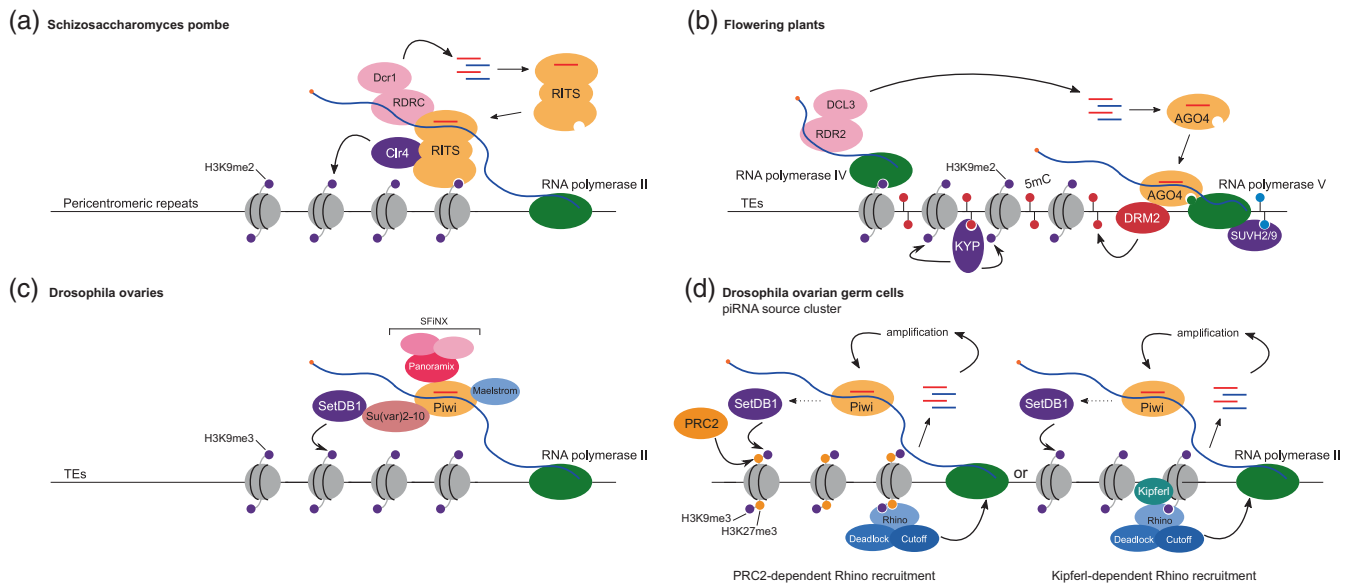 (a) Schizosaccharomyces pombe
Dcr1
RDRC
RITS
Clr4
RITS
H3K9me2
RNA polymerase II
Pericentromeric repeats
(b) Flowering plants
DCL3
RDR2
AGO4
RNA polymerase IV
H3K9me2
5mC
AGO4
RNA polymerase V
TEs
DRM2
KYP
SUVH2/9
(c) Drosophila ovaries
SFiNX
Panoramix
Maelstrom
SetDB1
Piwi
Su(var)2-10
H3K9me3
RNA polymerase II
TEs
(d) Drosophila ovarian germ cells
piRNA source cluster
amplification
SetDB1
Piwi
PRC2
H3K9me3
H3K27me3
Rhino
Deadlock
Cutoff
PRC2-dependent Rhino recruitment
or
amplification
SetDB1
Piwi
RNA polymerase II
Kipferl
Rhino
Deadlock
Cutoff
Kipferl-dependent Rhino recruitment